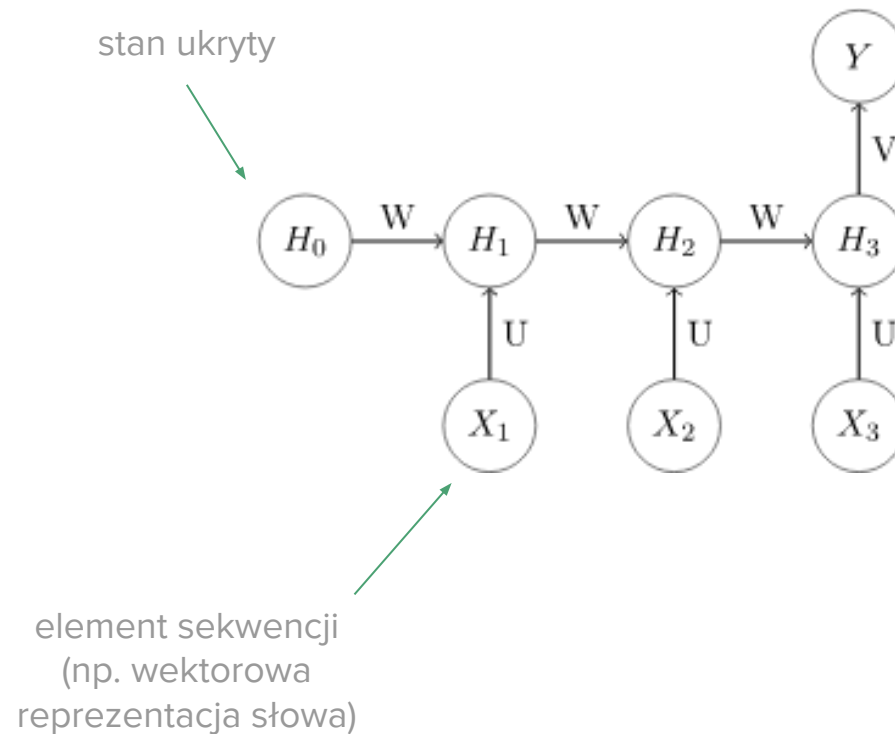 stan ukryty
Y
V
H₀ W H₁ W H₂ W H₃
U U U
X₁ X₂ X₃
element sekwencji
(np. wektorowa
reprezentacja słowa)